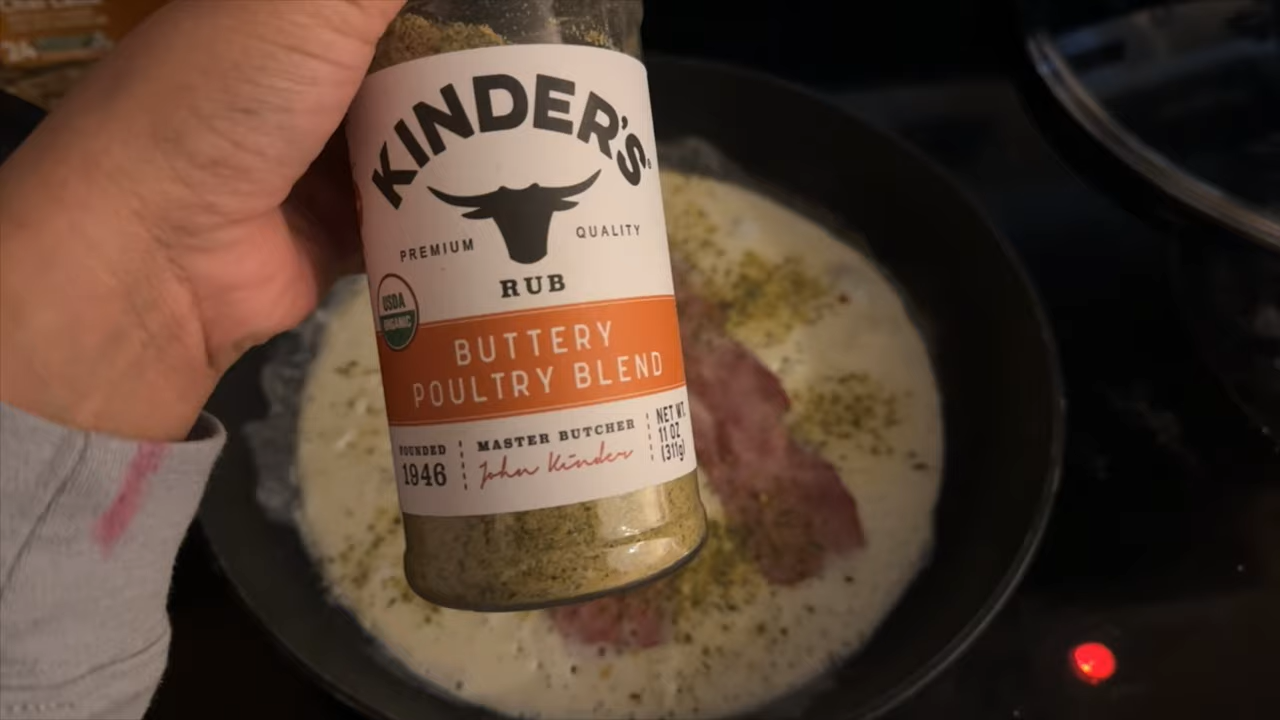 KINDER'S
PREMIUM QUALITY
RUB
USDA
ORGANIC
BUTTERY
POULTRY BLEND
FOUNDED
1946
MASTER BUTCHER
John Kinder
NET WT.
11 OZ
(311g)